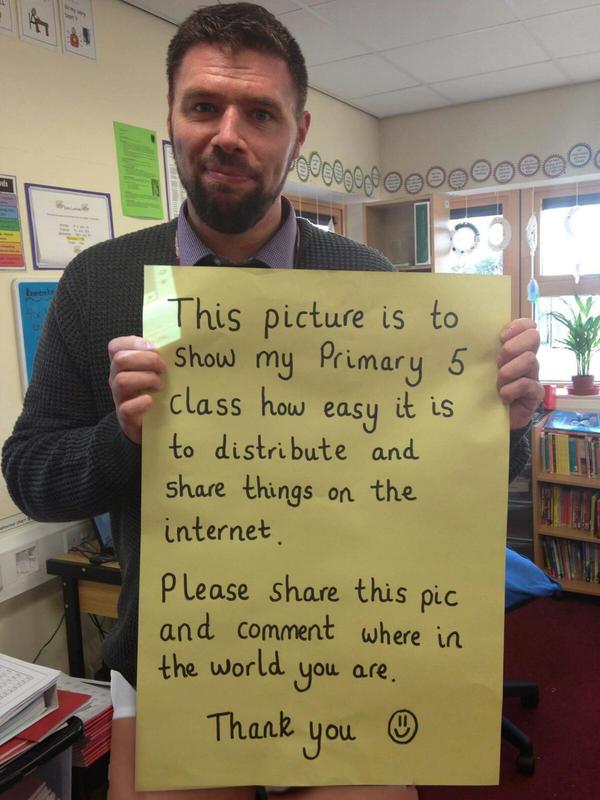 This picture is to
show my Primary 5
class how easy it is
to distribute and
share things on the
internet.
Please share this pic
and comment where in
the world you are.
Thank you